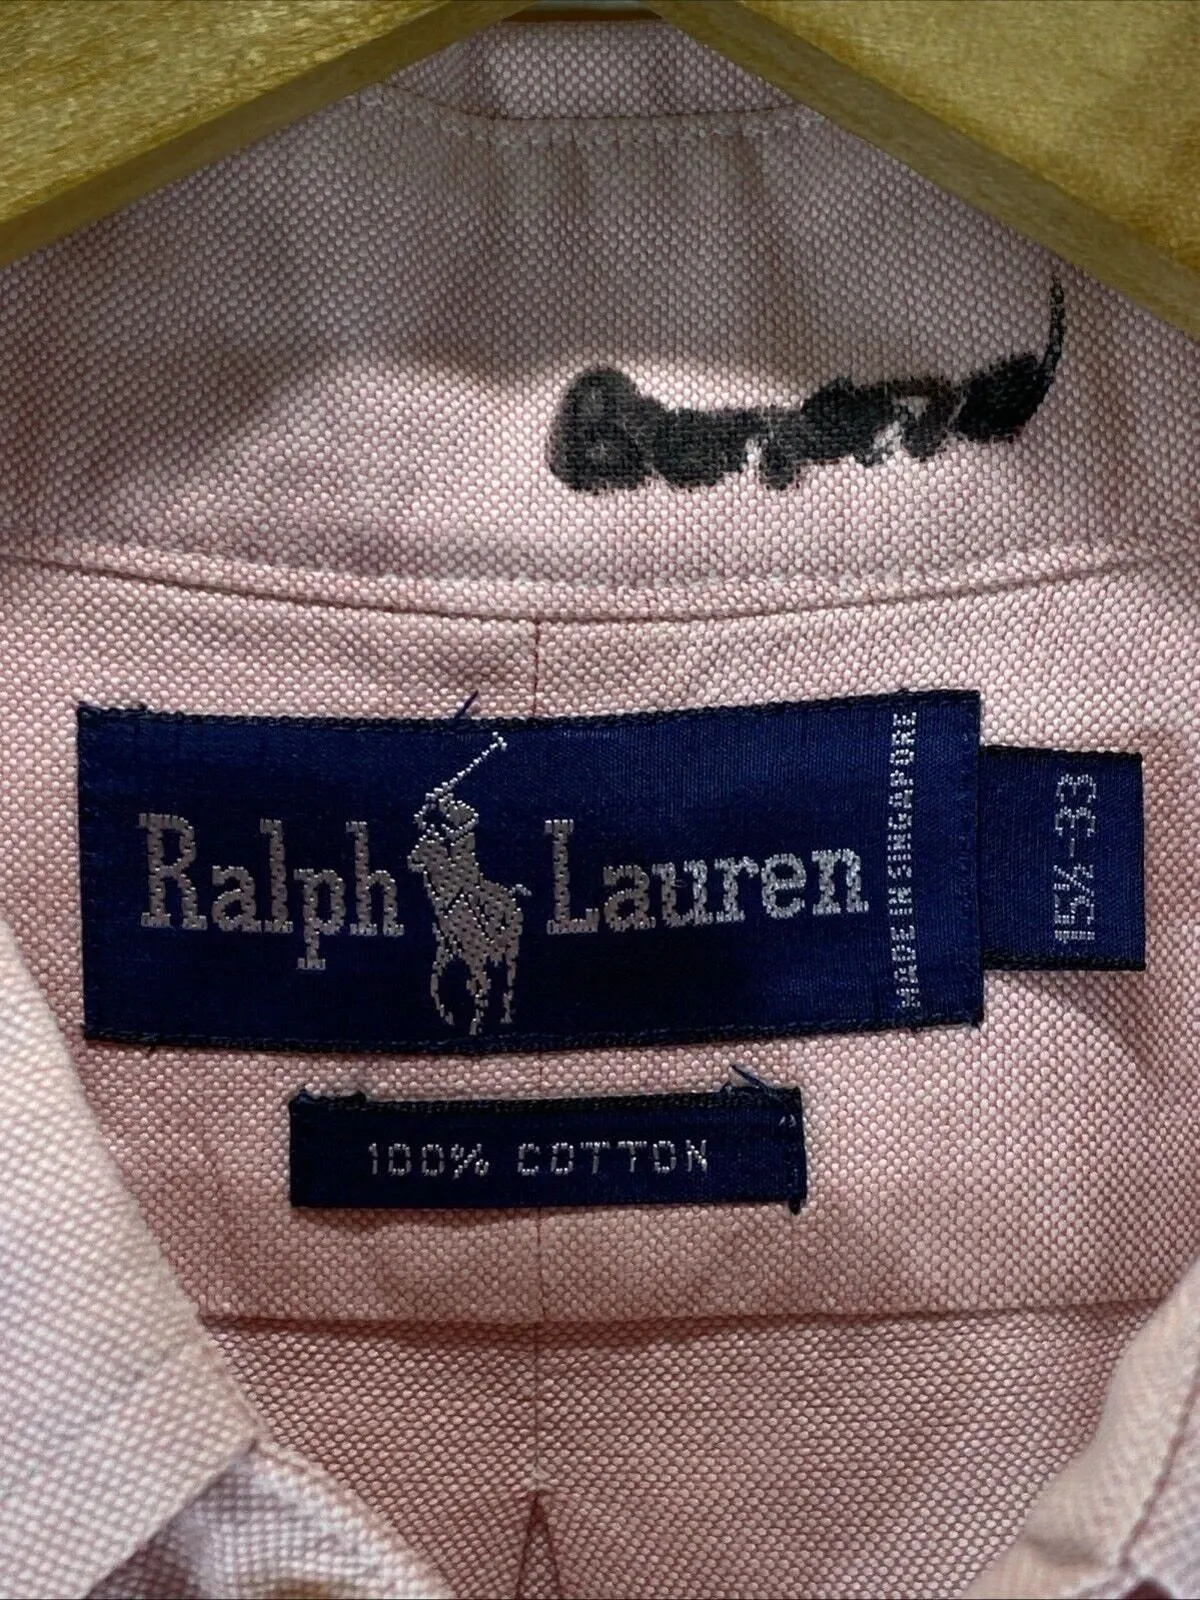 Ralph Lauren
MADE IN SINGAPORE
15½-33
100% COTTON